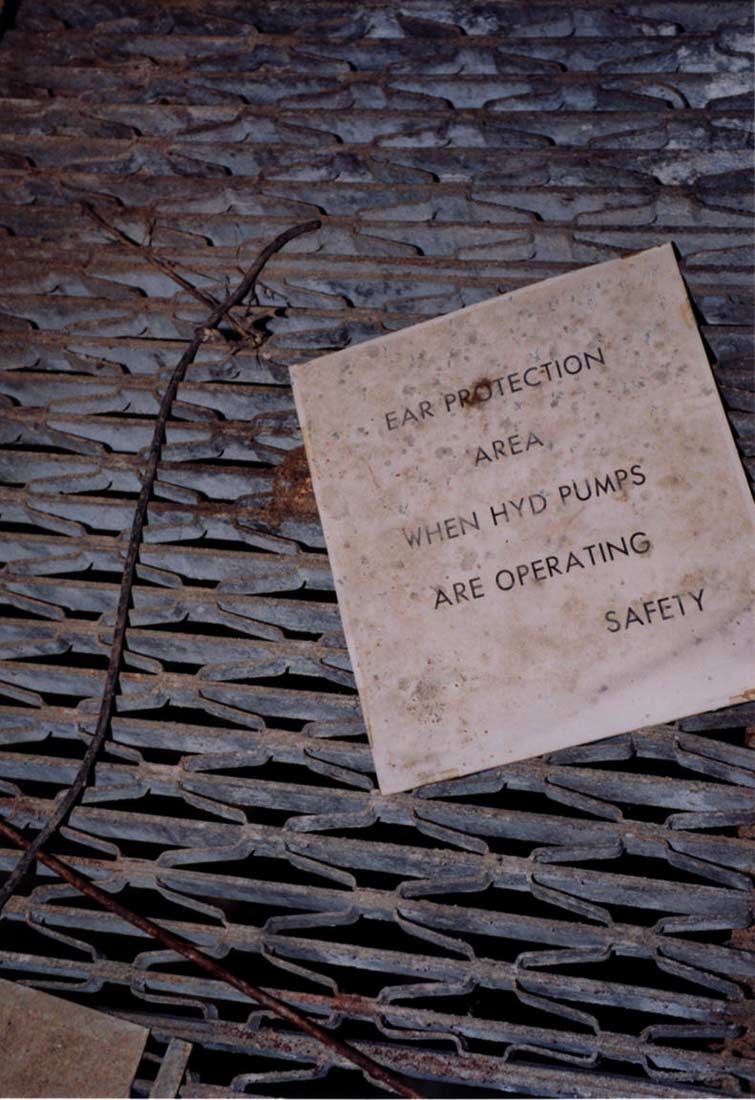 EAR PROTECTION
AREA
WHEN HYD PUMPS
ARE OPERATING
SAFETY